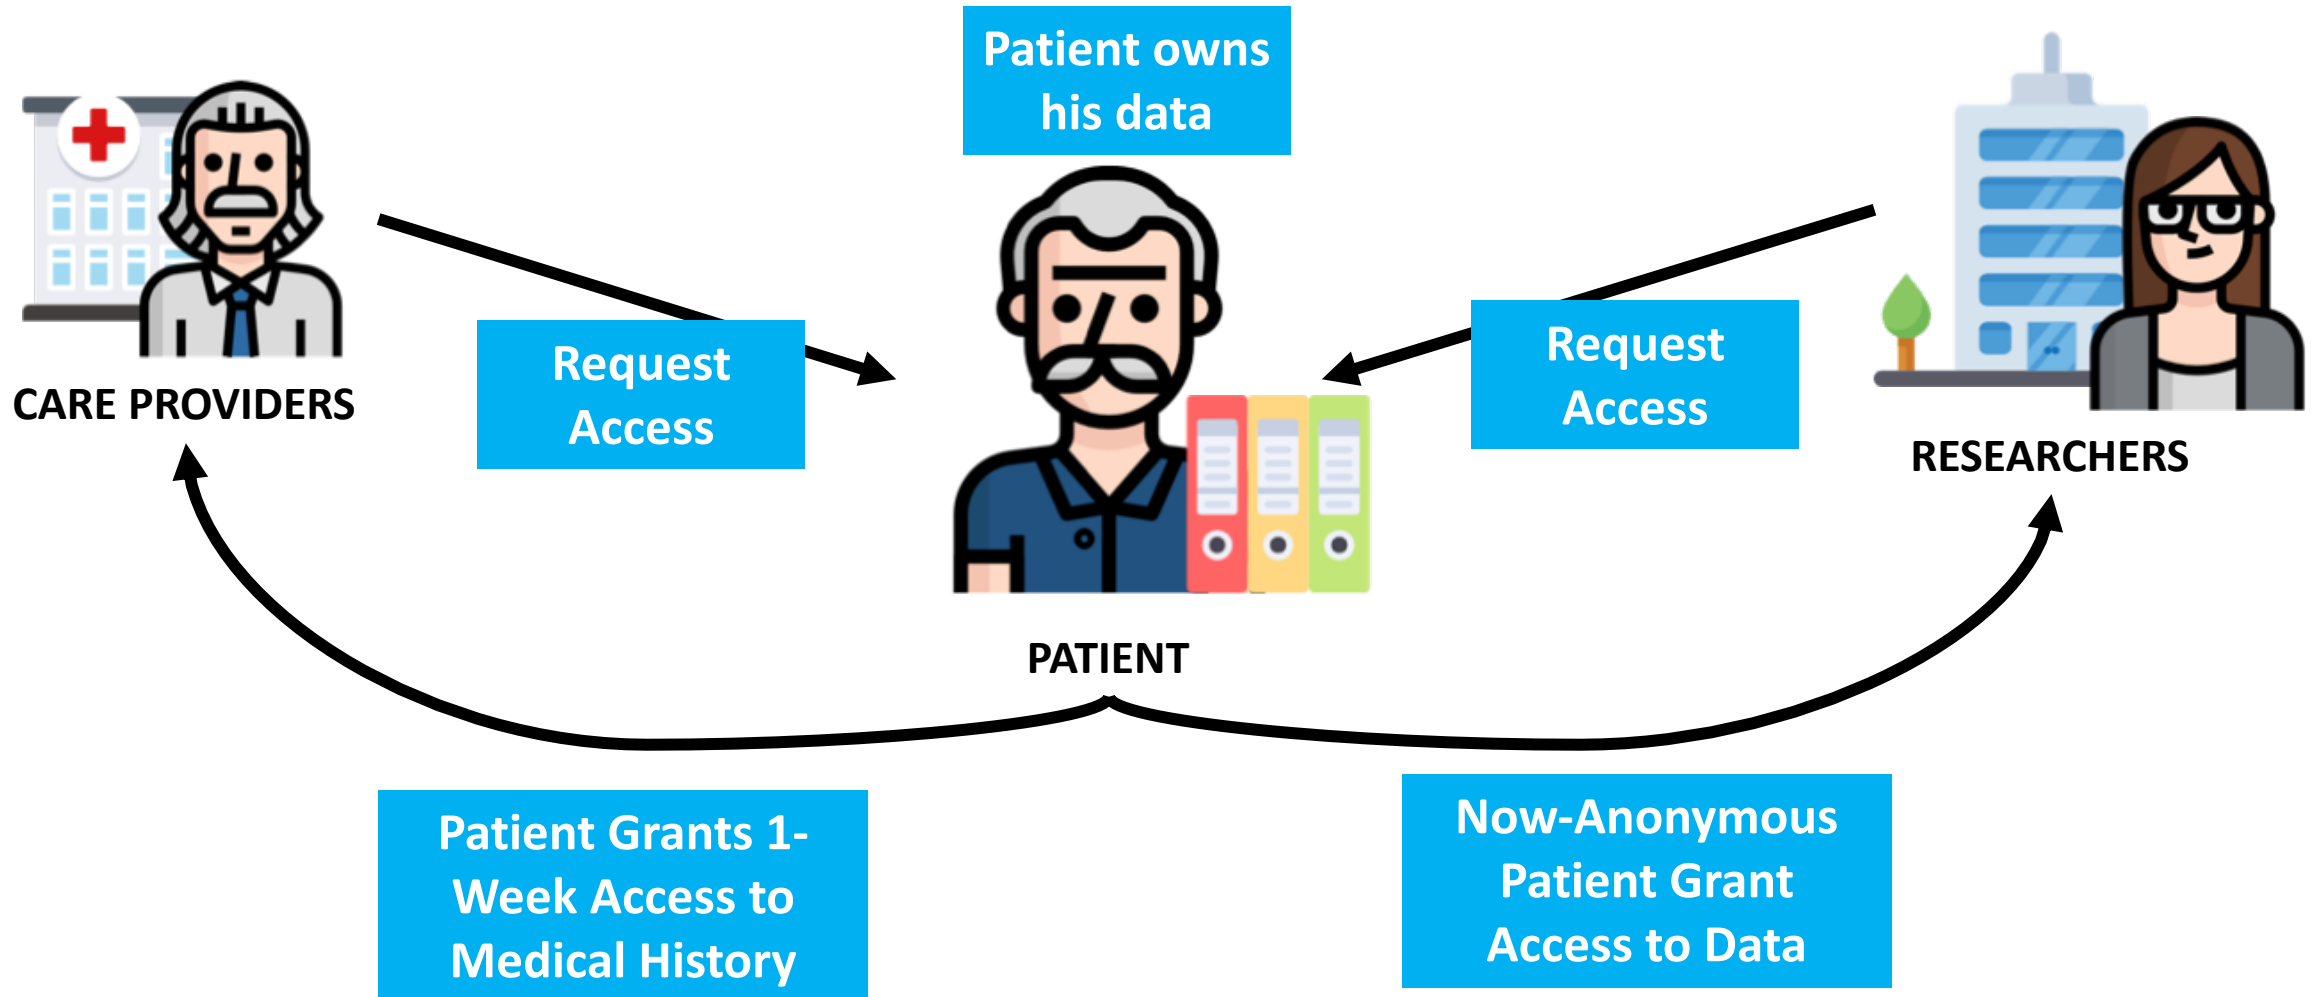 Patient owns
his data
Request
Access
Request
Access
CARE PROVIDERS
RESEARCHERS
PATIENT
Patient Grants 1-
Week Access to
Medical History
Now-Anonymous
Patient Grant
Access to Data